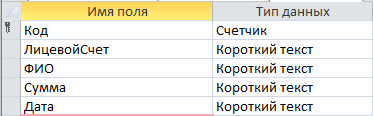 Имя поля Тип данных
Код Счетчик
ЛицевойСчет Короткий текст
ФИО Короткий текст
Сумма Короткий текст
Дата Короткий текст